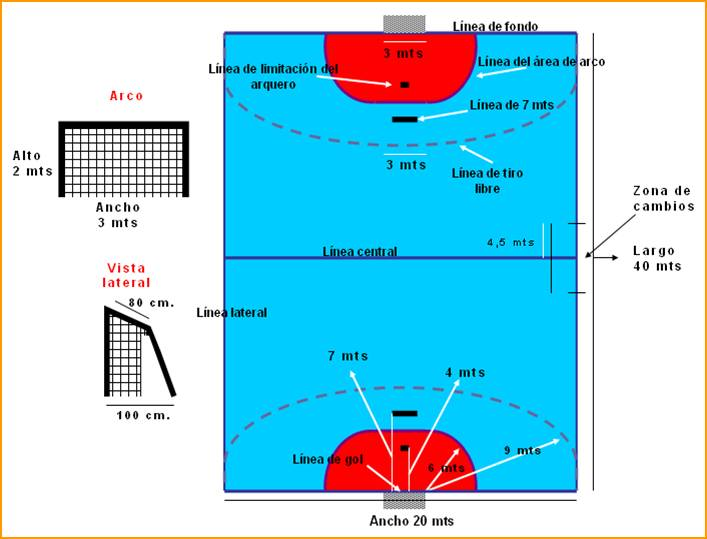 Línea de fondo
3 mts
Línea de limitación del
arquero
Línea del área de arco
Arco
Línea de 7 mts
Alto
2 mts
3 mts
Línea de tiro
libre
Ancho
3 mts
Zona de
cambios
4,5 mts
Línea central
Largo
40 mts
Vista
lateral
80 cm.
Línea lateral
7 mts
4 mts
100 cm.
9 mts
Línea de gol
6 mts
Ancho 20 mts